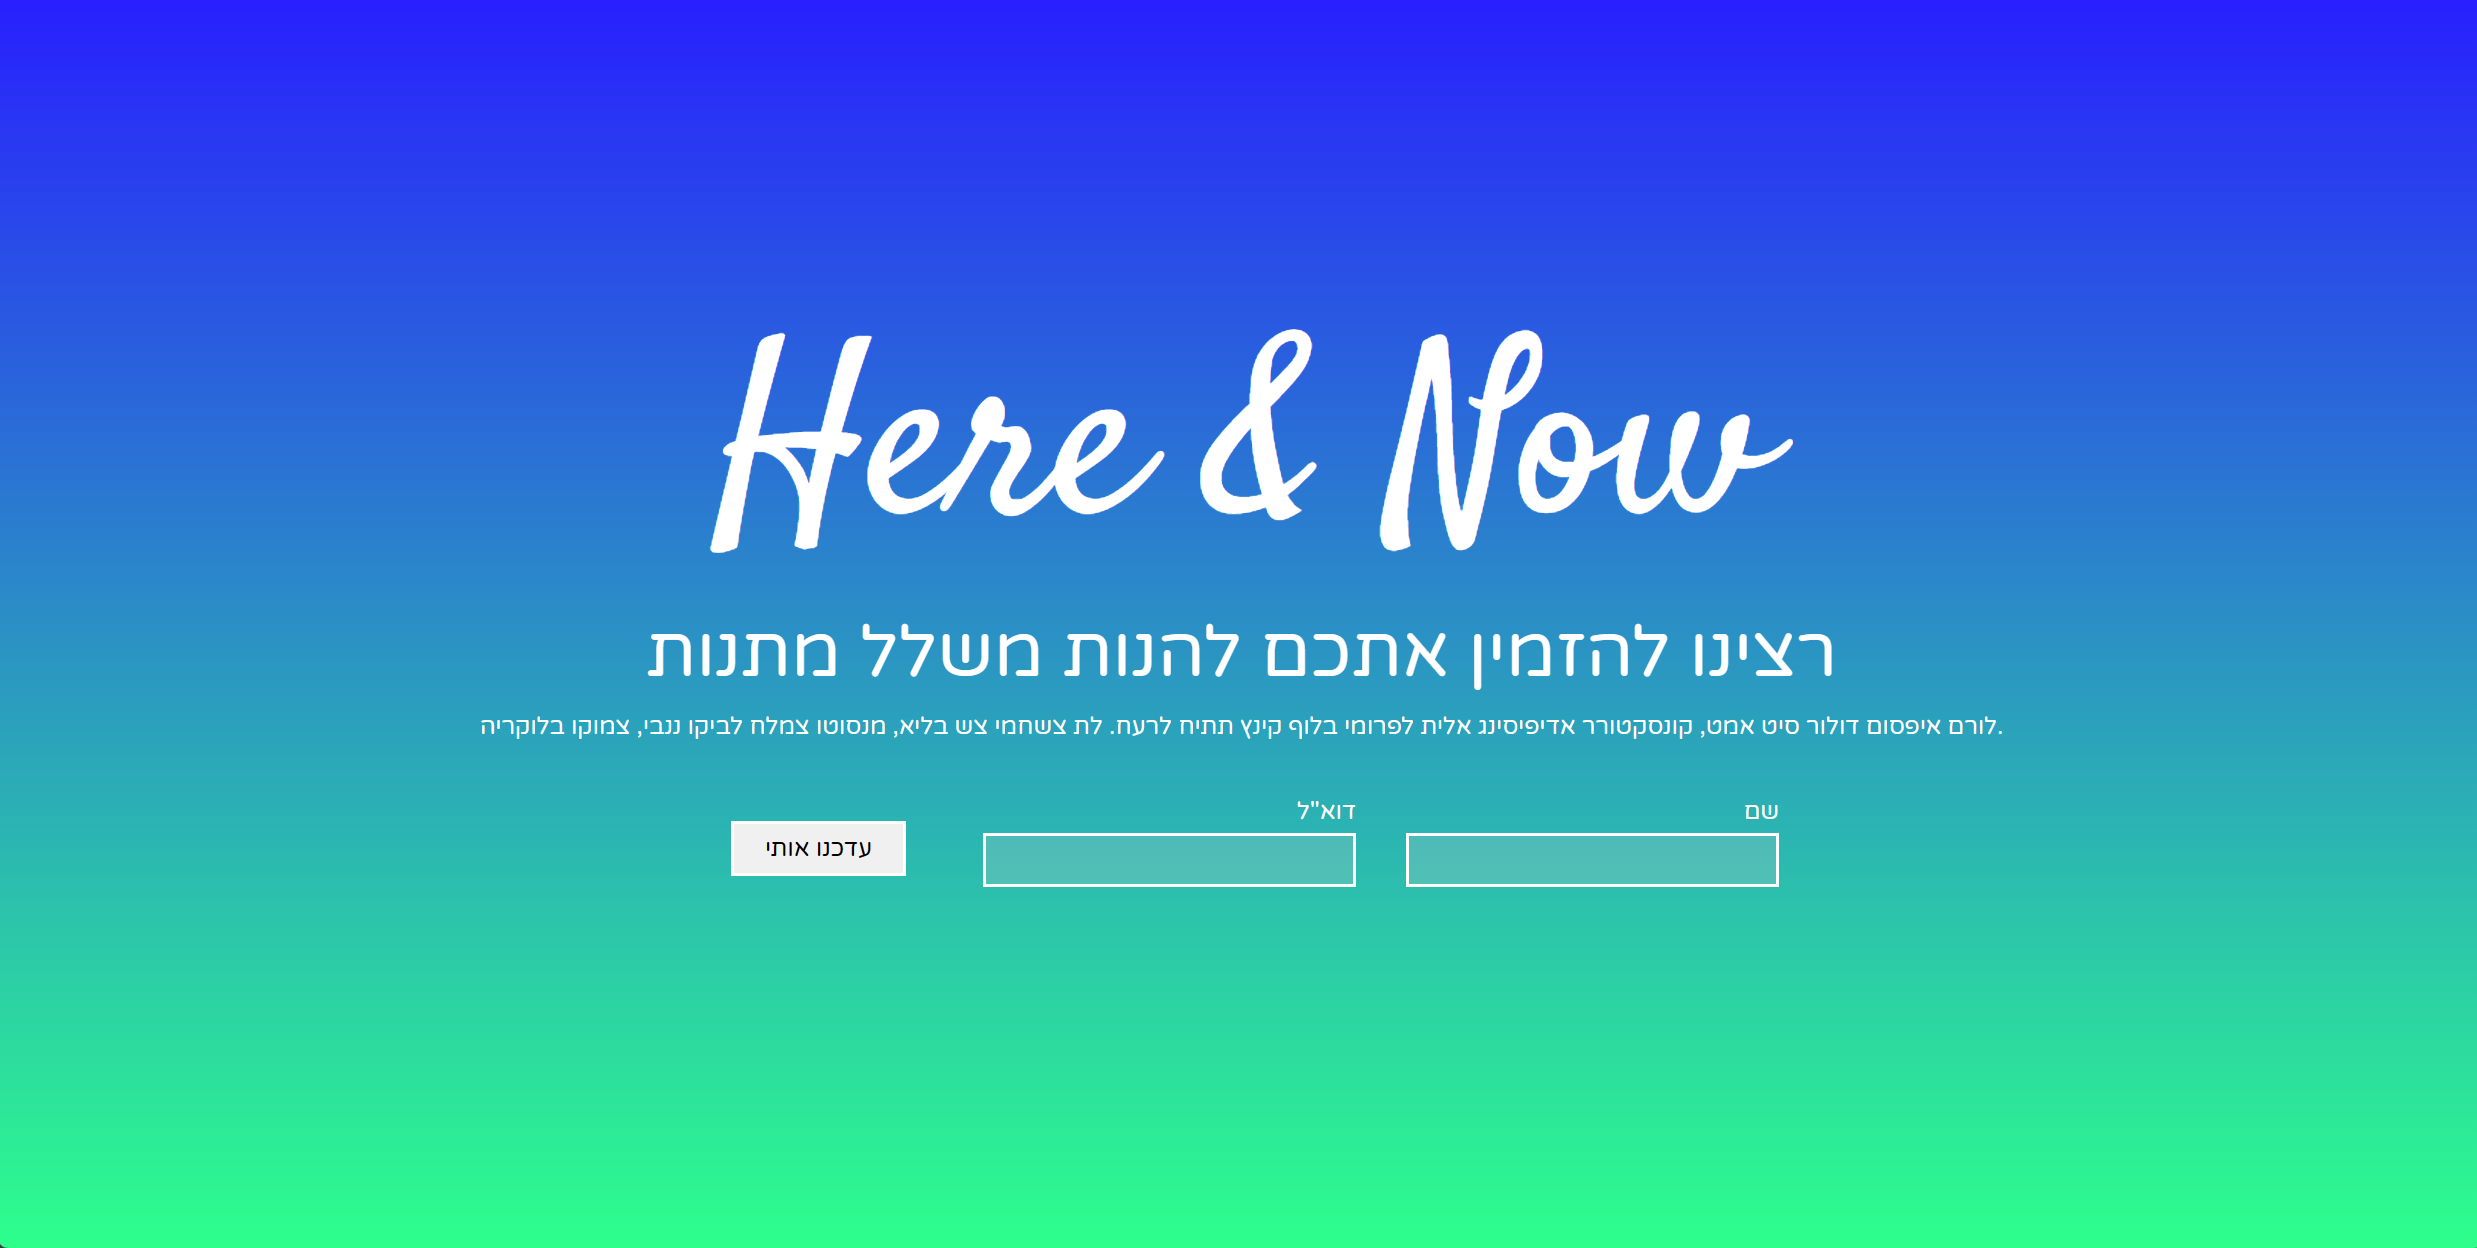 Here & Now
רצינו להזמין אתכם להנות משלל מתנות
לורם איפסום דולור סיט אמט, קונסקטורר אדיפיסינג אלית לפרומי בלוף קינץ תתיח לרעח. לת צשחמי צש בליא, מנסוטו צמלח לביקו ננבי, צמוקו בלוקריה.
שם
דוא"ל
עדכנו אותי